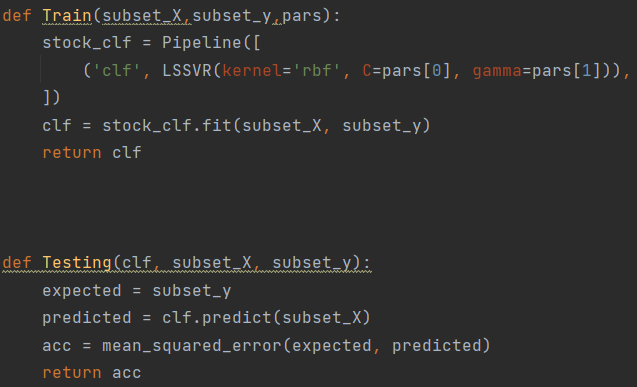 def Train(subset_X,subset_y,pars):
    stock_clf = Pipeline([
        ('clf', LSSVR(kernel='rbf', C=pars[0], gamma=pars[1])),
    ])
    clf = stock_clf.fit(subset_X, subset_y)
    return clf
def Testing(clf, subset_X, subset_y):
    expected = subset_y
    predicted = clf.predict(subset_X)
    acc = mean_squared_error(expected, predicted)
    return acc